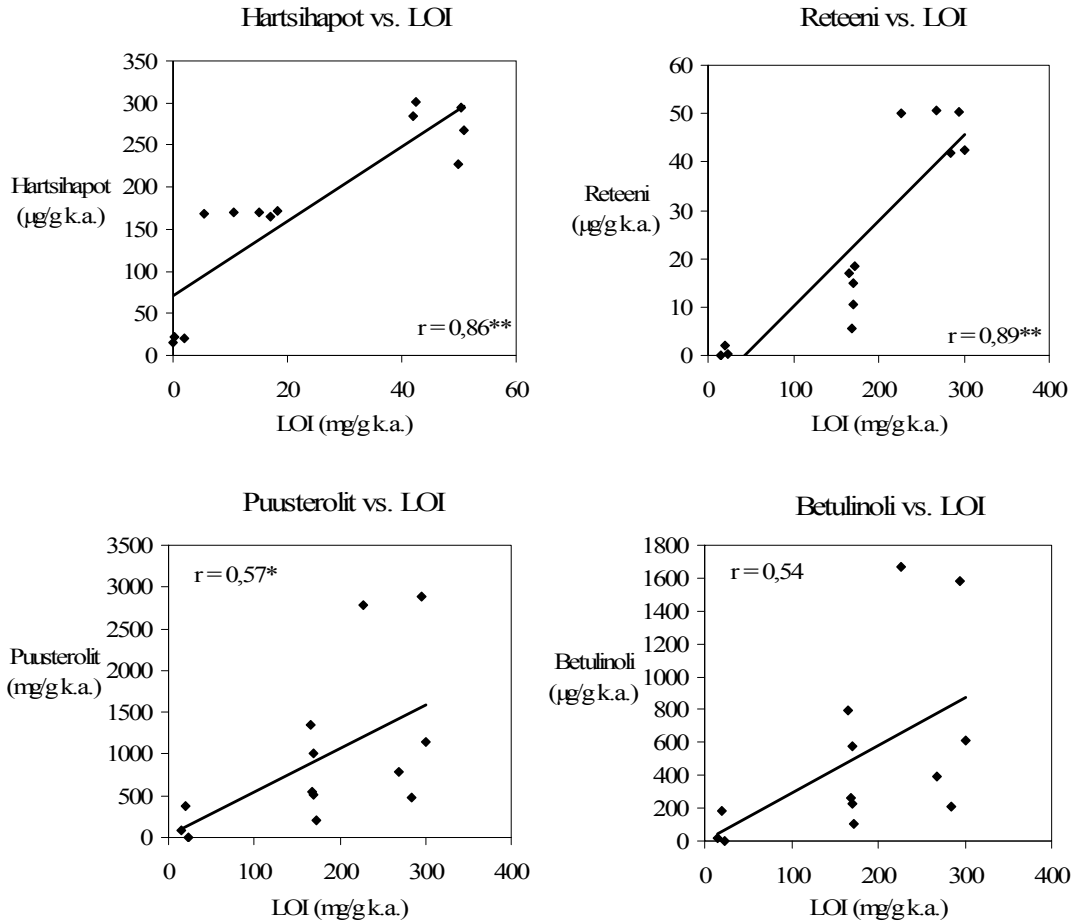 Hartsihapot vs. LOI
350
300
250
200
150
100
50
0
Hartsihapot
(µg/g k.a.)
r = 0,86**
0
20
40
60
LOI (mg/g k.a.)
Reteeni vs. LOI
60
50
40
30
20
10
0
Reteeni
(µg/g k.a.)
r = 0,89**
0
100
200
300
400
LOI (mg/g k.a.)
Puusterolit vs. LOI
3500
3000
2500
2000
1500
1000
500
0
r = 0,57*
Puusterolit
(mg/g k.a.)
0
100
200
300
400
LOI (mg/g k.a.)
Betulinoli vs. LOI
1800
1600
1400
1200
1000
800
600
400
200
0
r = 0,54
Betulinoli
(µg/g k.a.)
0
100
200
300
400
LOI (mg/g k.a.)